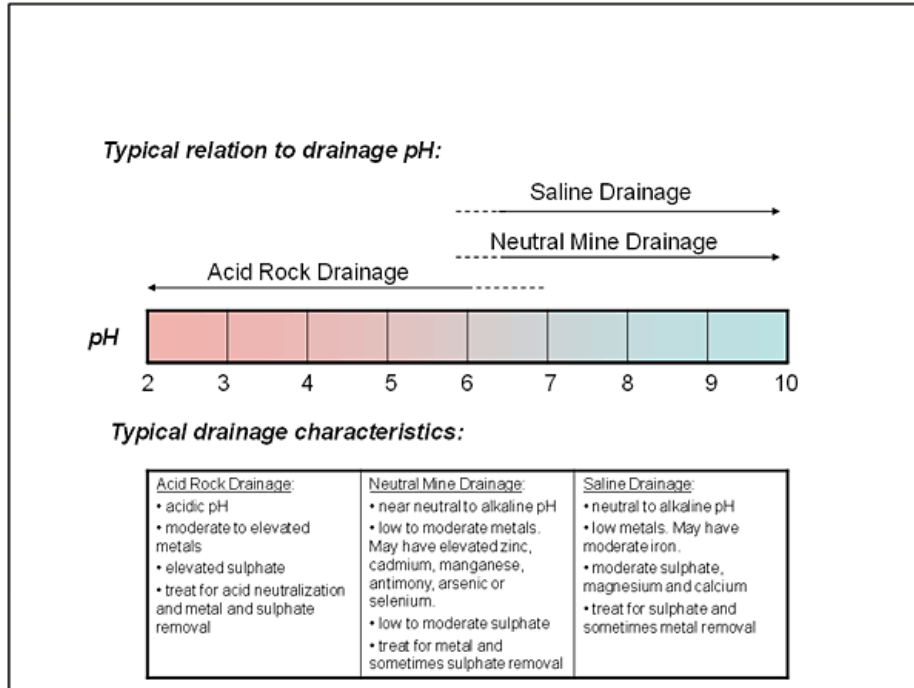 Typical relation to drainage pH:
Saline Drainage
Neutral Mine Drainage
Acid Rock Drainage
pH
2 3 4 5 6 7 8 9 10
Typical drainage characteristics:
Acid Rock Drainage:
• acidic pH
• moderate to elevated
metals
• elevated sulphate
• treat for acid neutralization
and metal and sulphate
removal
Neutral Mine Drainage:
• near neutral to alkaline pH
• low to moderate metals.
May have elevated zinc,
cadmium, manganese,
antimony, arsenic or
selenium.
• low to moderate sulphate
• treat for metal and
sometimes sulphate removal
Saline Drainage:
• neutral to alkaline pH
• low metals. May have
moderate iron.
• moderate sulphate,
magnesium and calcium
• treat for sulphate and
sometimes metal removal